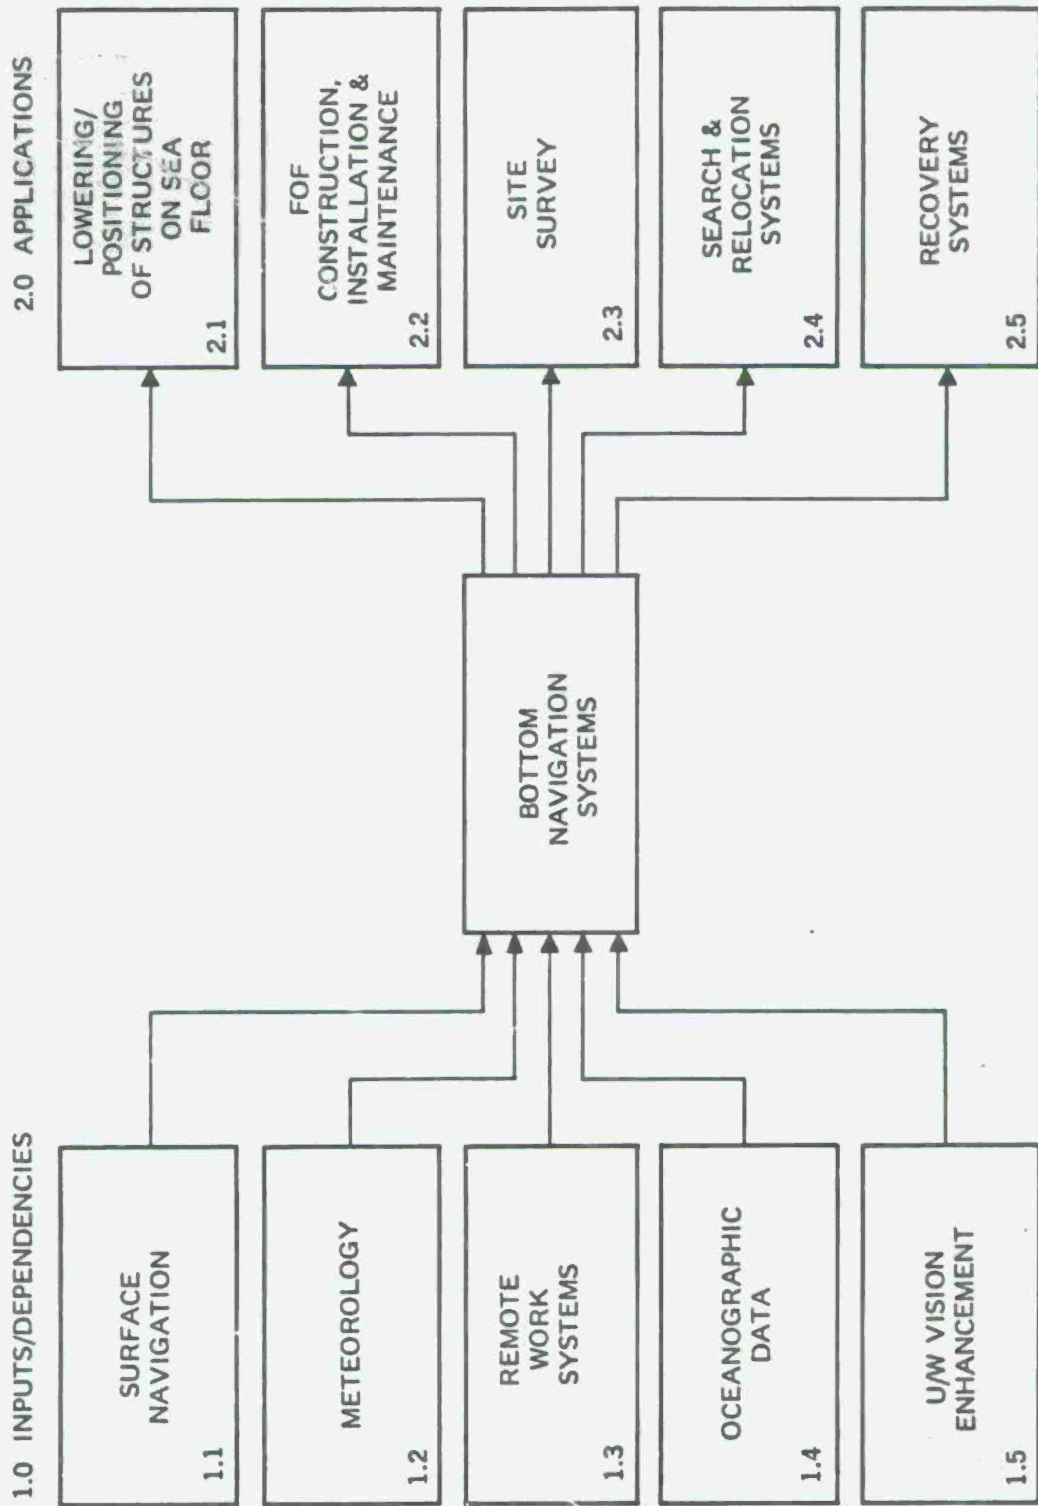 1.0 INPUTS/DEPENDENCIES
SURFACE
NAVIGATION
1.1
METEOROLOGY
1.2
REMOTE
WORK
SYSTEMS
1.3
OCEANOGRAPHIC
DATA
1.4
U/W VISION
ENHANCEMENT
1.5
BOTTOM
NAVIGATION
SYSTEMS
2.0 APPLICATIONS
LOWERING/
POSITIONING
OF STRUCTURES
ON SEA
FLOOR
2.1
FOF
CONSTRUCTION,
INSTALLATION &
MAINTENANCE
2.2
SITE
SURVEY
2.3
SEARCH &
RELOCATION
SYSTEMS
2.4
RECOVERY
SYSTEMS
2.5